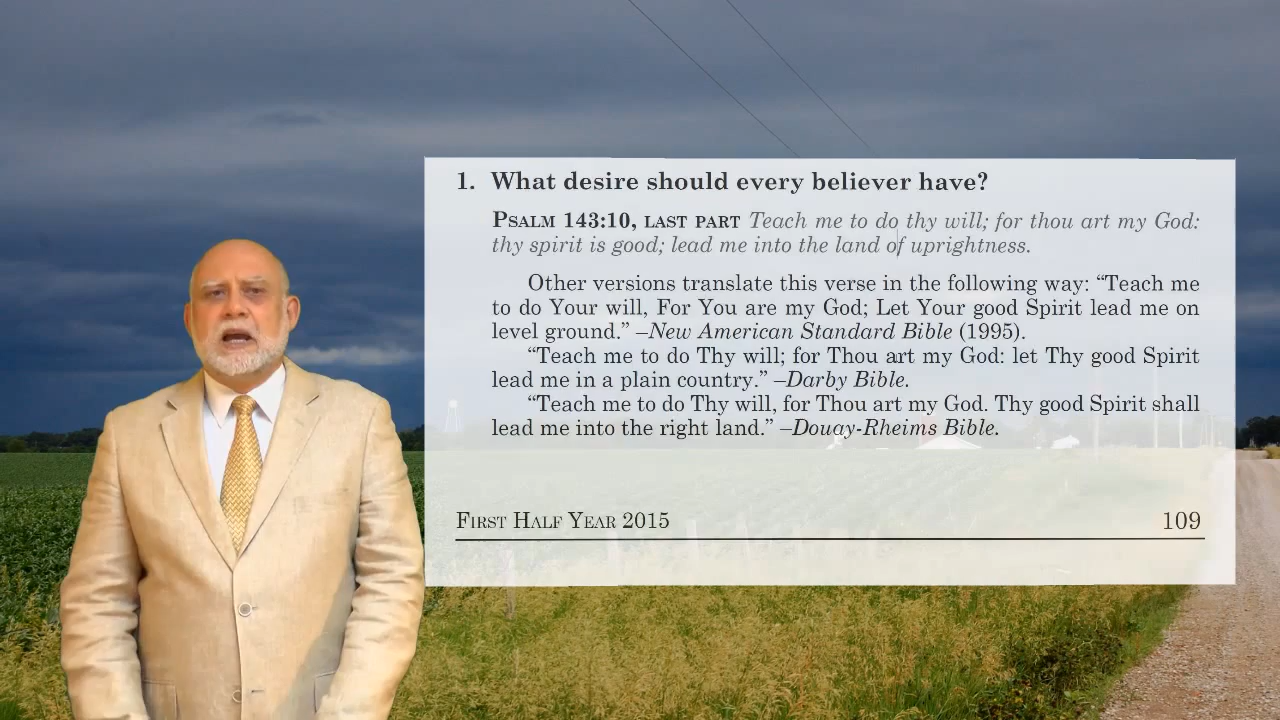 1. What desire should every believer have?
PSALM 143:10, LAST PART Teach me to do thy will; for thou art my God:
thy spirit is good; lead me into the land of uprightness.
Other versions translate this verse in the following way: “Teach me
to do Your will, For You are my God; Let Your good Spirit lead me on
level ground.” –New American Standard Bible (1995).
“Teach me to do Thy will; for Thou art my God: let Thy good Spirit
lead me in a plain country.” –Darby Bible.
“Teach me to do Thy will, for Thou art my God. Thy good Spirit shall
lead me into the right land.” –Douay-Rheims Bible.
FIRST HALF YEAR 2015 109